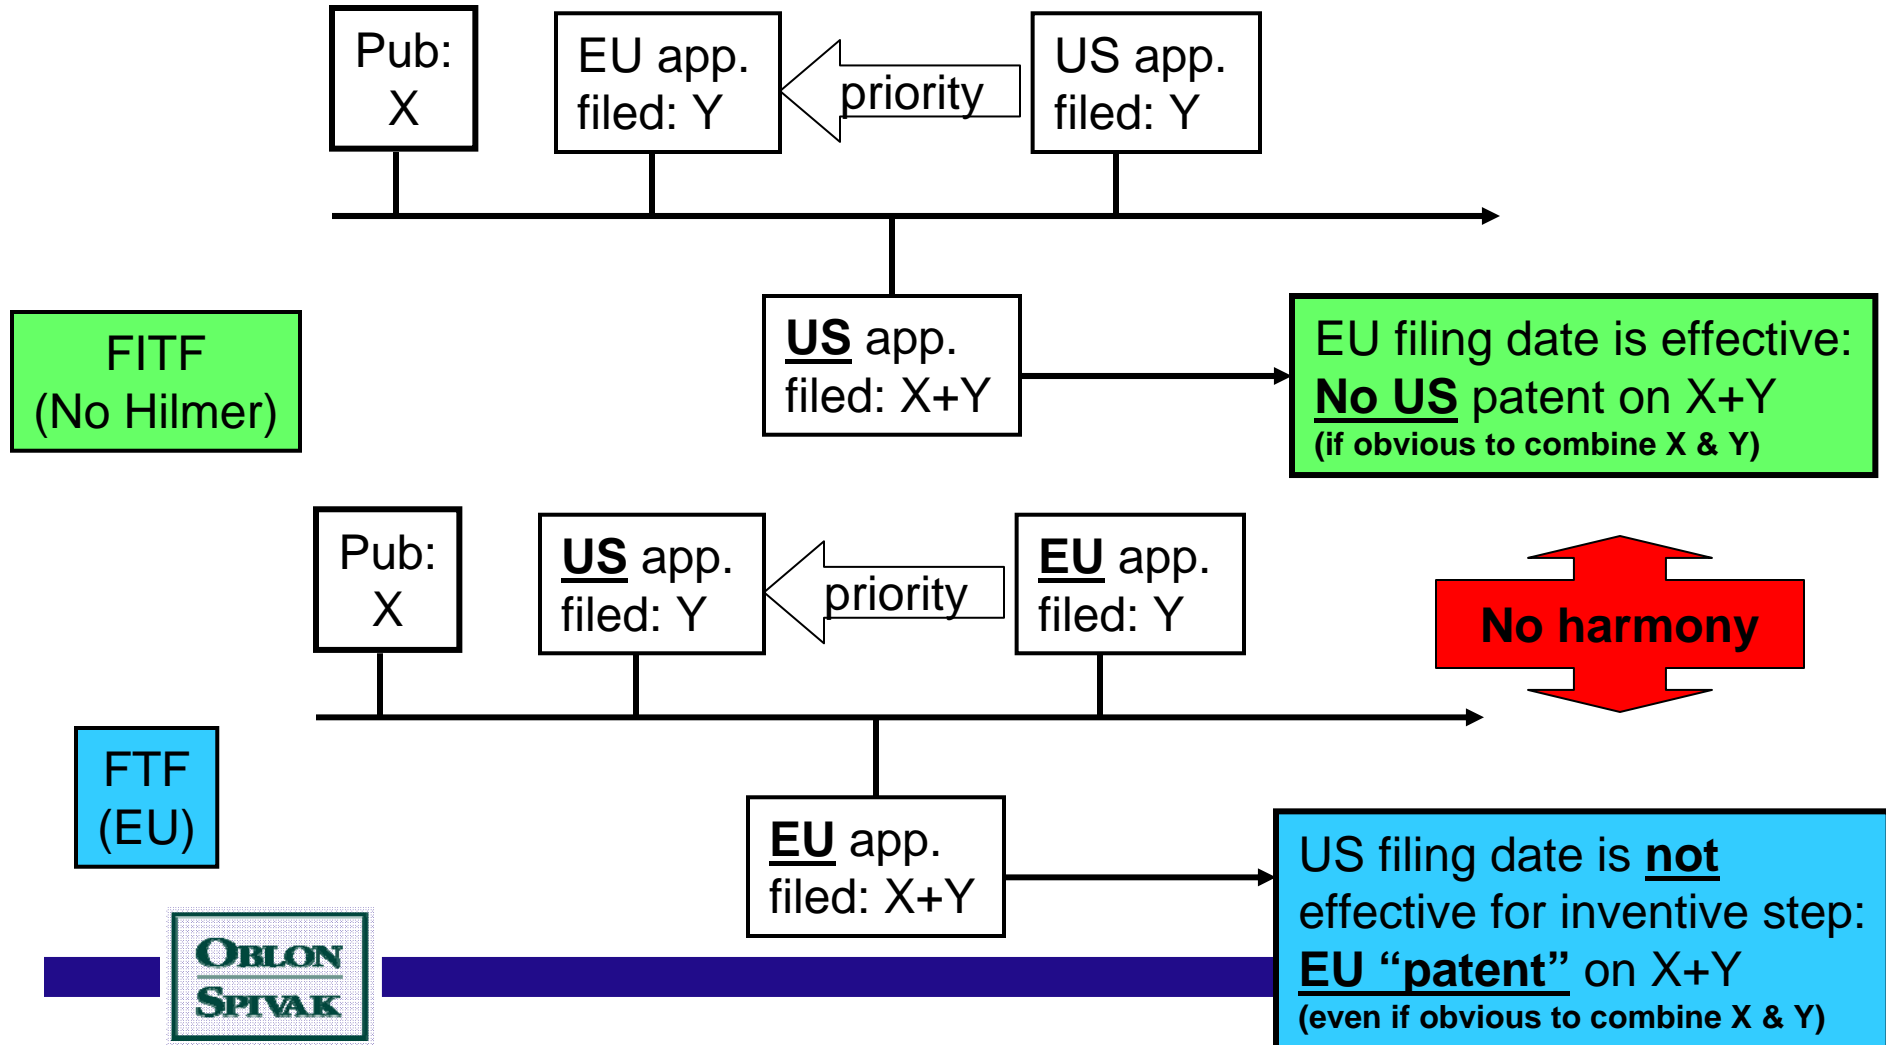 Pub:
X
EU app.
filed: Y
priority
US app.
filed: Y
FITF
(No Hilmer)
US app.
filed: X+Y
EU filing date is effective:
No US patent on X+Y
(if obvious to combine X & Y)
Pub:
X
US app.
filed: Y
priority
EU app.
filed: Y
No harmony
FTF
(EU)
EU app.
filed: X+Y
US filing date is not
effective for inventive step:
EU “patent” on X+Y
(even if obvious to combine X & Y)
OBLON
SPIVAK